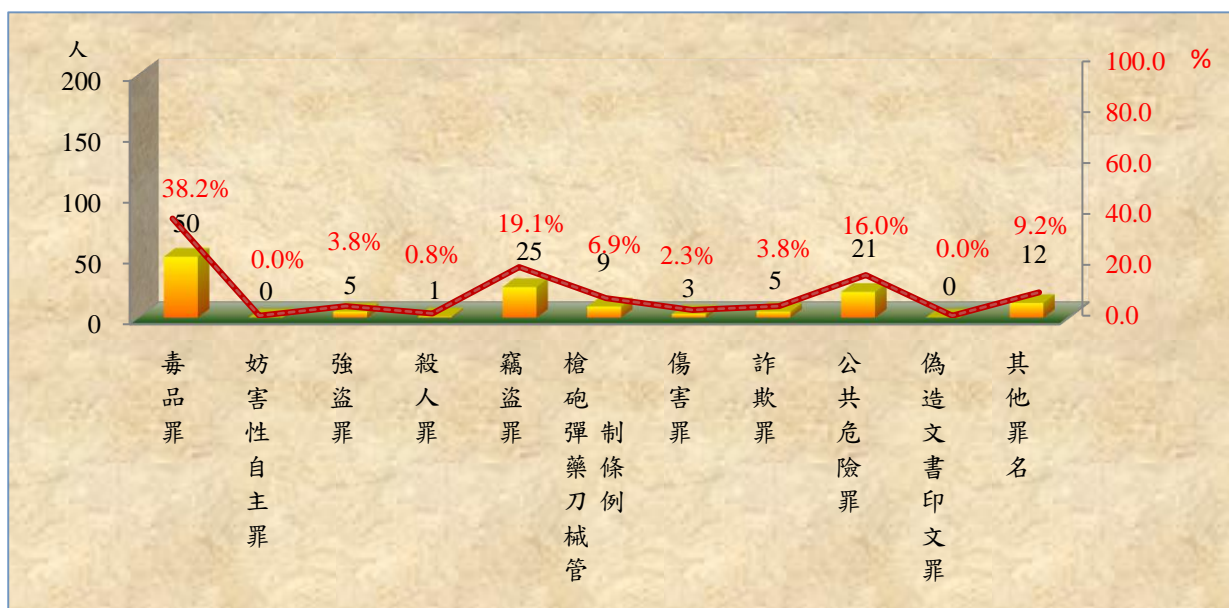 人
%
200
150
100
50
0
100.0
80.0
60.0
40.0
20.0
0.0
38.2%
50
0.0%
0
3.8%
5
0.8%
1
19.1%
25
6.9%
9
2.3%
3
3.8%
5
16.0%
21
0.0%
0
9.2%
12
毒品罪
妨害性自主罪
強盜罪
殺人罪
竊盜罪
槍砲彈藥刀械管
制條例
傷害罪
詐欺罪
公共危險罪
偽造文書印文罪
其他罪名